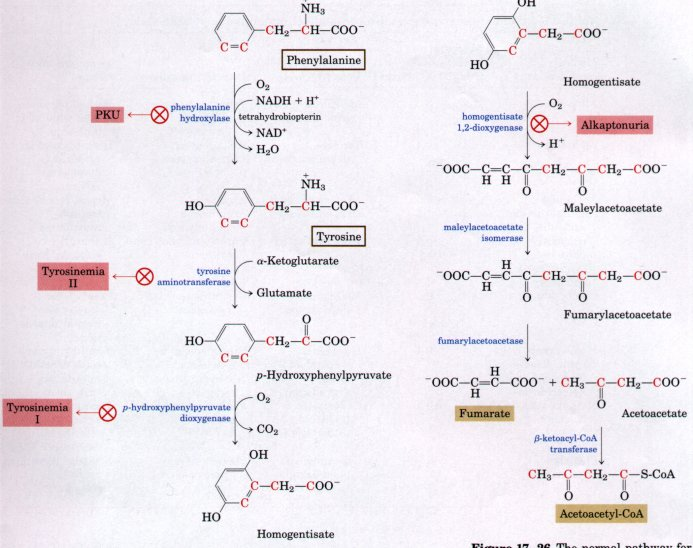 NH₃
CH₂—CH—COO⁻
C=C
Phenylalanine
O₂
NADH + H⁺
PKU
phenylalanine
hydroxylase
tetrahydrobiopterin
NAD⁺
H₂O
+
NH₃
HO
CH₂—CH—COO⁻
C=C
Tyrosine
α-Ketoglutarate
Tyrosinemia
II
tyrosine
aminotransferase
Glutamate
O
HO
CH₂—C—COO⁻
C=C
p-Hydroxyphenylpyruvate
O₂
Tyrosinemia
I
p-hydroxyphenylpyruvate
dioxygenase
CO₂
OH
C—CH₂—COO⁻
C
HO
Homogentisate
OH
C—CH₂—COO⁻
C
HO
Homogentisate
O₂
homogentisate
1,2-dioxygenase
Alkaptonuria
H⁺
⁻OOC—C=C—C—CH₂—C—CH₂—COO⁻
H H O O
Maleylacetoacetate
maleylacetoacetate
isomerase
H
⁻OOC—C=C—C—CH₂—C—CH₂—COO⁻
H O O
Fumarylacetoacetate
fumarylacetoacetase
H
⁻OOC—C=C—COO⁻ + CH₃—C—CH₂—COO⁻
H O
Fumarate
Acetoacetate
β-ketoacyl-CoA
transferase
CH₃—C—CH₂—C—S-CoA
O O
Acetoacetyl-CoA
Figure 17–26 The normal pathway for